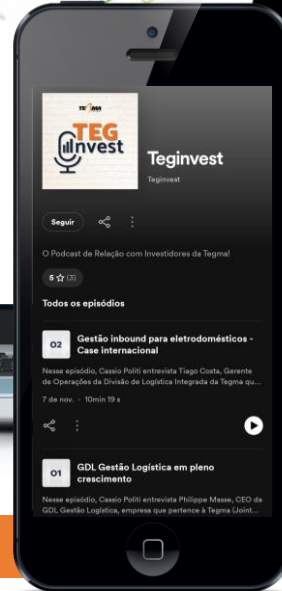 TEGMA
TEG
invest
Teginvest
Teginvest
Seguir
O Podcast de Relação com Investidores da Tegma!
5 ☆ (3)
Todos os episódios
02
Gestão inbound para eletrodomésticos -
Case internacional
Nesse episódio, Cassio Politi entrevista Tiago Costa, Gerente
de Operações da Divisão de Logística Integrada da Tegma qu...
7 de nov. · 10min 19 s
01
GDL Gestão Logística em pleno
crescimento
Nesse episódio, Cassio Politi entrevista Philippe Masse, CEO da
GDL Gestão Logística, empresa que pertence à Tegma (Joint...